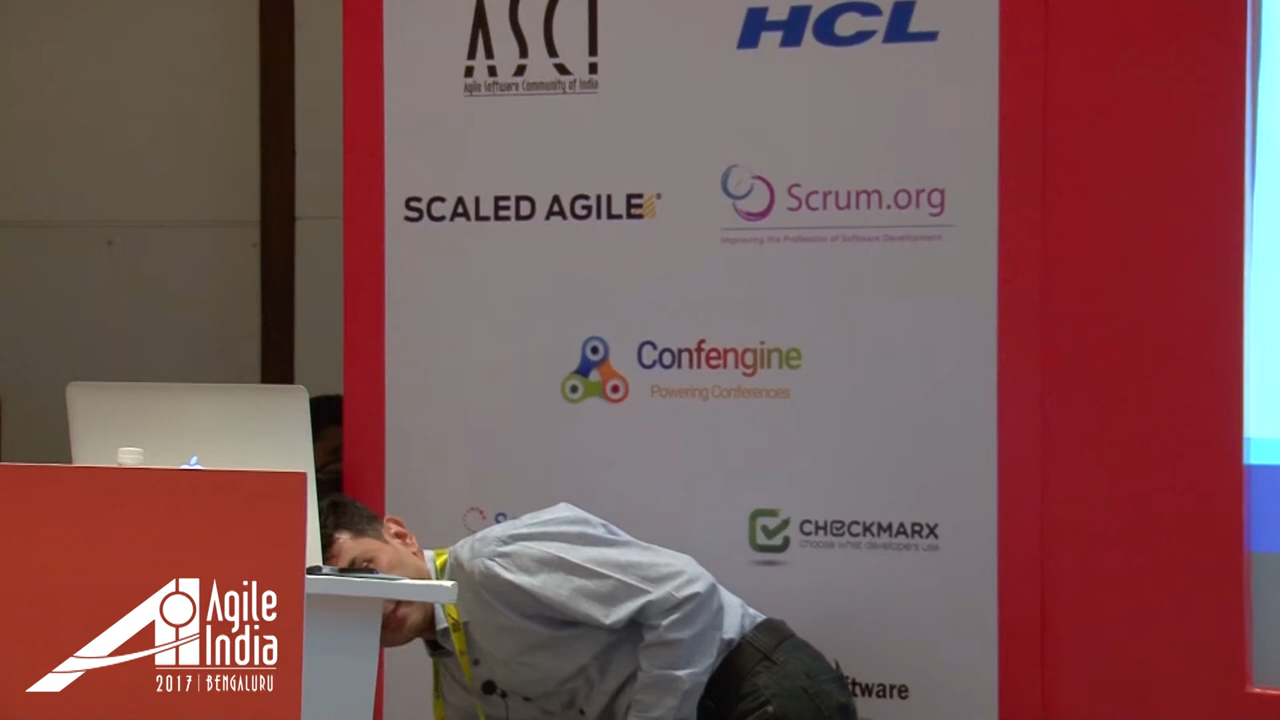 ASCI
Agile Software Community of India
HCL
SCALED AGILE®
Scrum.org
Improving the Profession of Software Development
Confengine
Powering Conferences
CHECKMARX
choose what developers use
Agile
India
2017 | BENGALURU